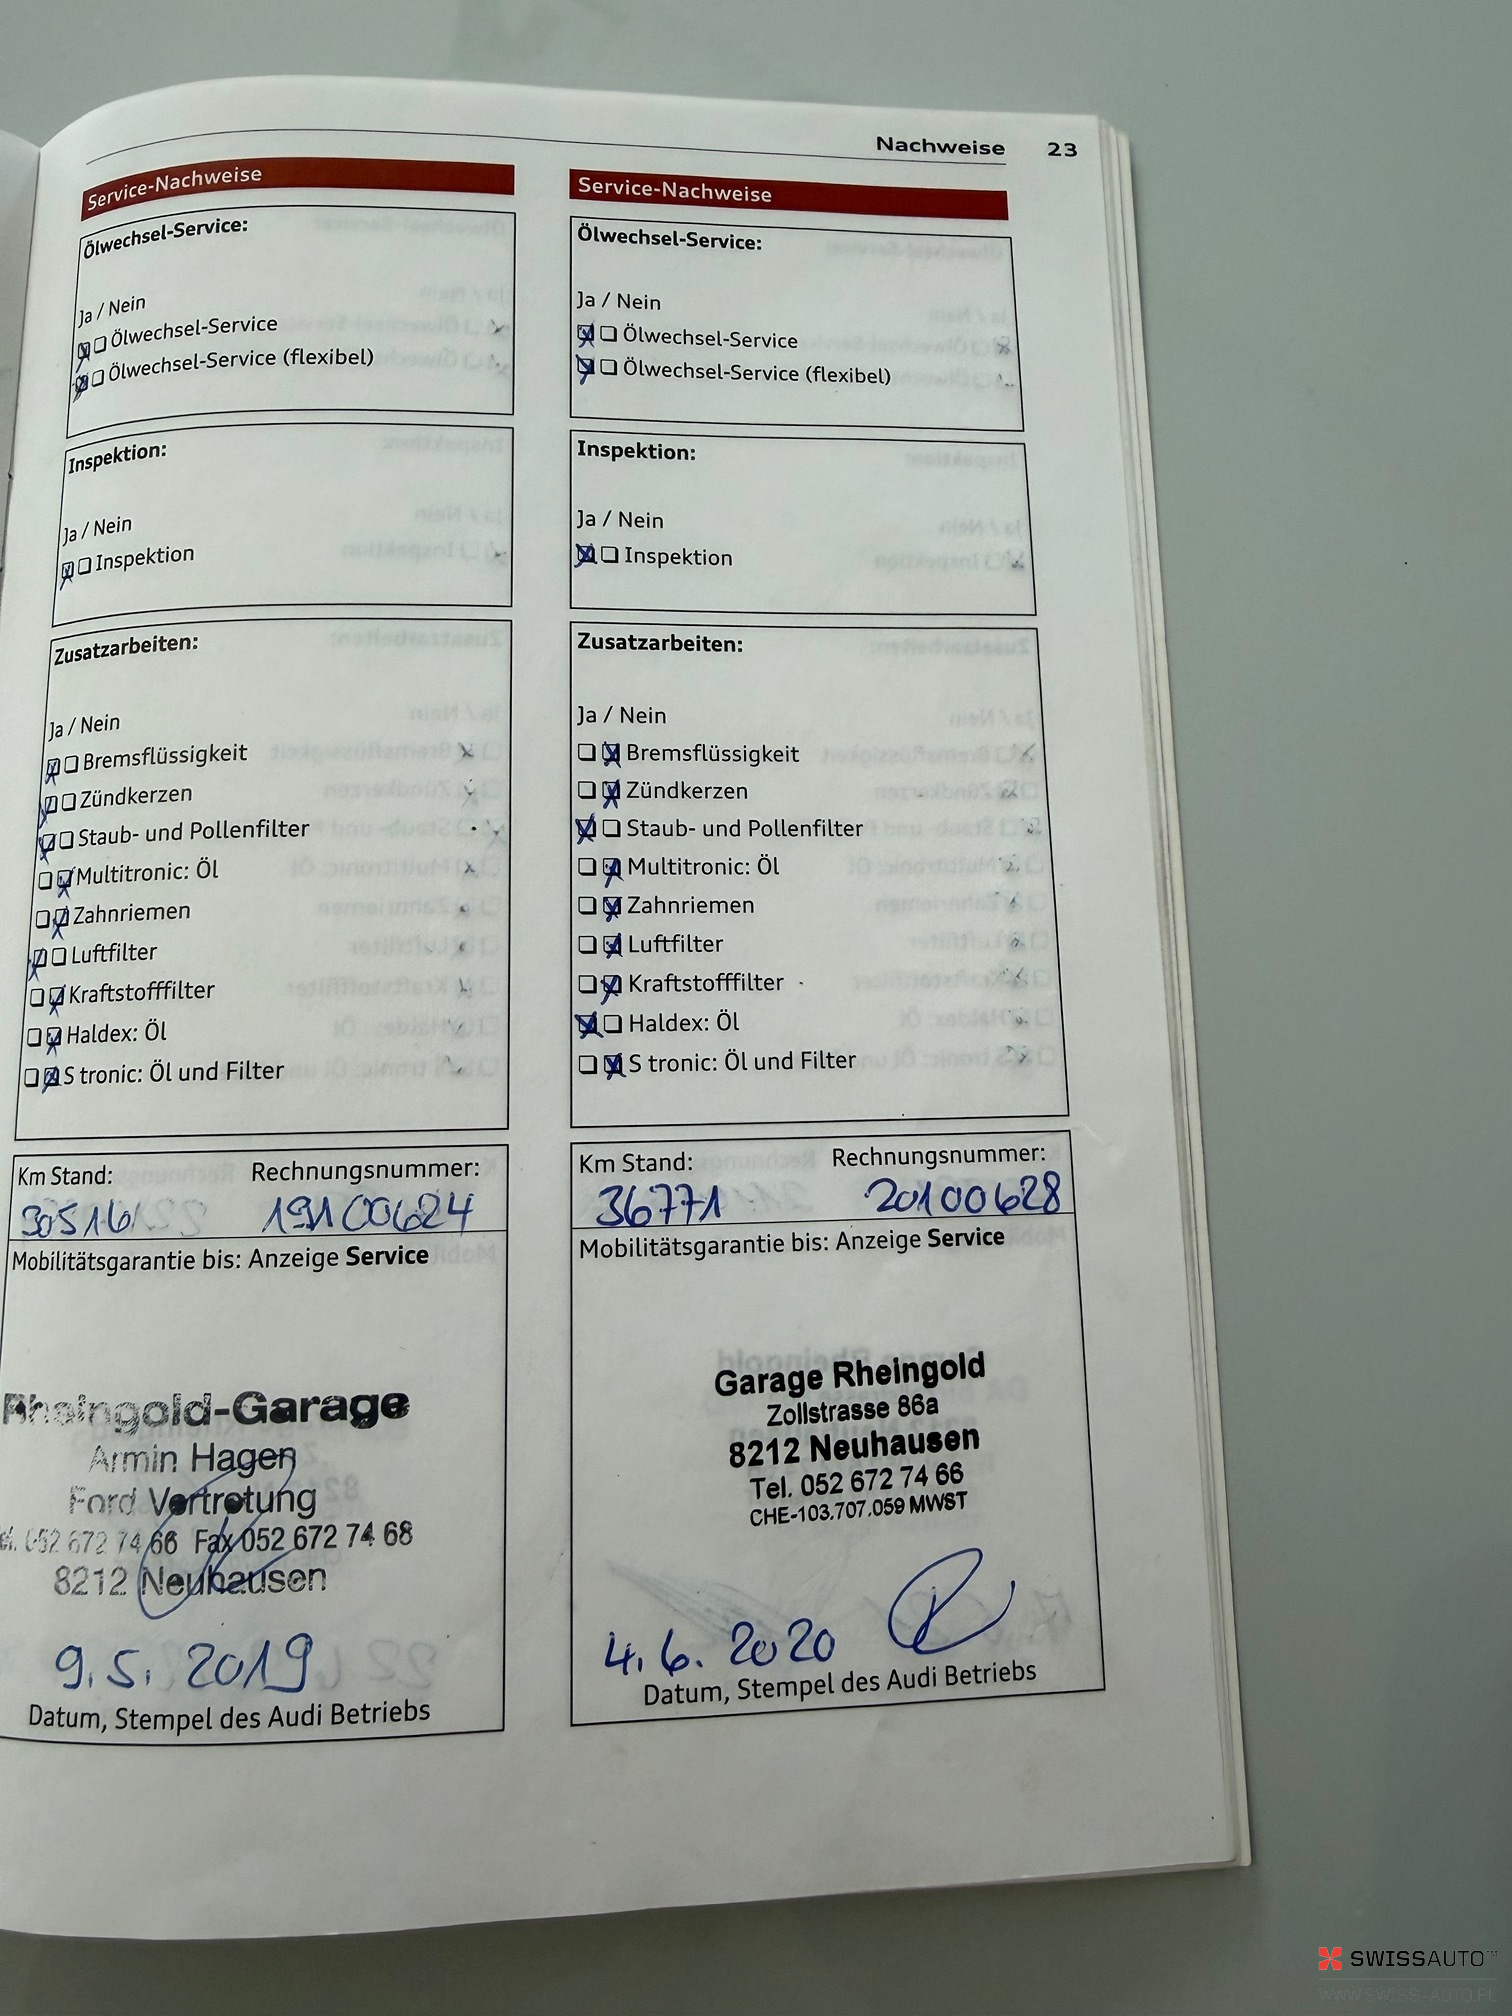 Nachweise 23
Service-Nachweise
Ölwechsel-Service:
Ja / Nein
Ölwechsel-Service
Ölwechsel-Service (flexibel)
Inspektion:
Ja / Nein
Inspektion
Zusatzarbeiten:
Ja / Nein
Bremsflüssigkeit
Zündkerzen
Staub- und Pollenfilter
Multitronic: Öl
Zahnriemen
Luftfilter
Kraftstofffilter
Haldex: Öl
S tronic: Öl und Filter
Km Stand: Rechnungsnummer:
30516 19100624
Mobilitätsgarantie bis: Anzeige Service
Rheingold-Garage
Armin Hagen
Ford Vertretung
052 672 74 66 Fax 052 672 74 68
8212 Neuhausen
9.5. 2019
Datum, Stempel des Audi Betriebs
Service-Nachweise
Ölwechsel-Service:
Ja / Nein
Ölwechsel-Service
Ölwechsel-Service (flexibel)
Inspektion:
Ja / Nein
Inspektion
Zusatzarbeiten:
Ja / Nein
Bremsflüssigkeit
Zündkerzen
Staub- und Pollenfilter
Multitronic: Öl
Zahnriemen
Luftfilter
Kraftstofffilter
Haldex: Öl
S tronic: Öl und Filter
Km Stand: Rechnungsnummer:
36771 20100628
Mobilitätsgarantie bis: Anzeige Service
Garage Rheingold
Zollstrasse 86a
8212 Neuhausen
Tel. 052 672 74 66
CHE-103.707.059 MWST
4.6. 2020
Datum, Stempel des Audi Betriebs
SWISSAUTO™
WWW.SWISS-AUTO.PL